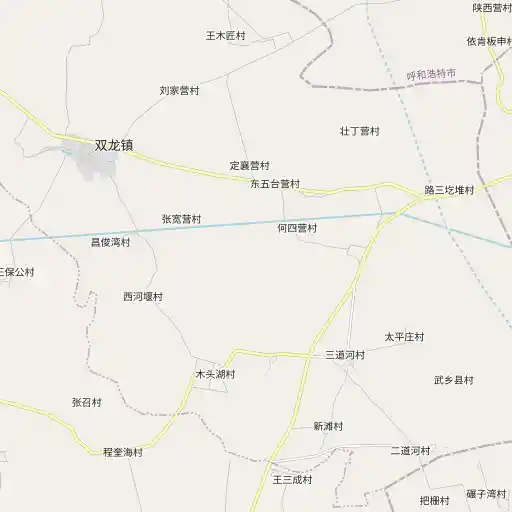 陕西营村
王木匠村
依肯板申村
呼和浩特市
刘家营村
壮丁营村
双龙镇
定襄营村
东五台营村
路三圪堆村
张宽营村
何四营村
昌俊湾村
三保公村
西河堰村
太平庄村
三道河村
木头湖村
武乡县村
张召村
新滩村
程奎海村
二道河村
王三成村
把栅村
碾子湾村